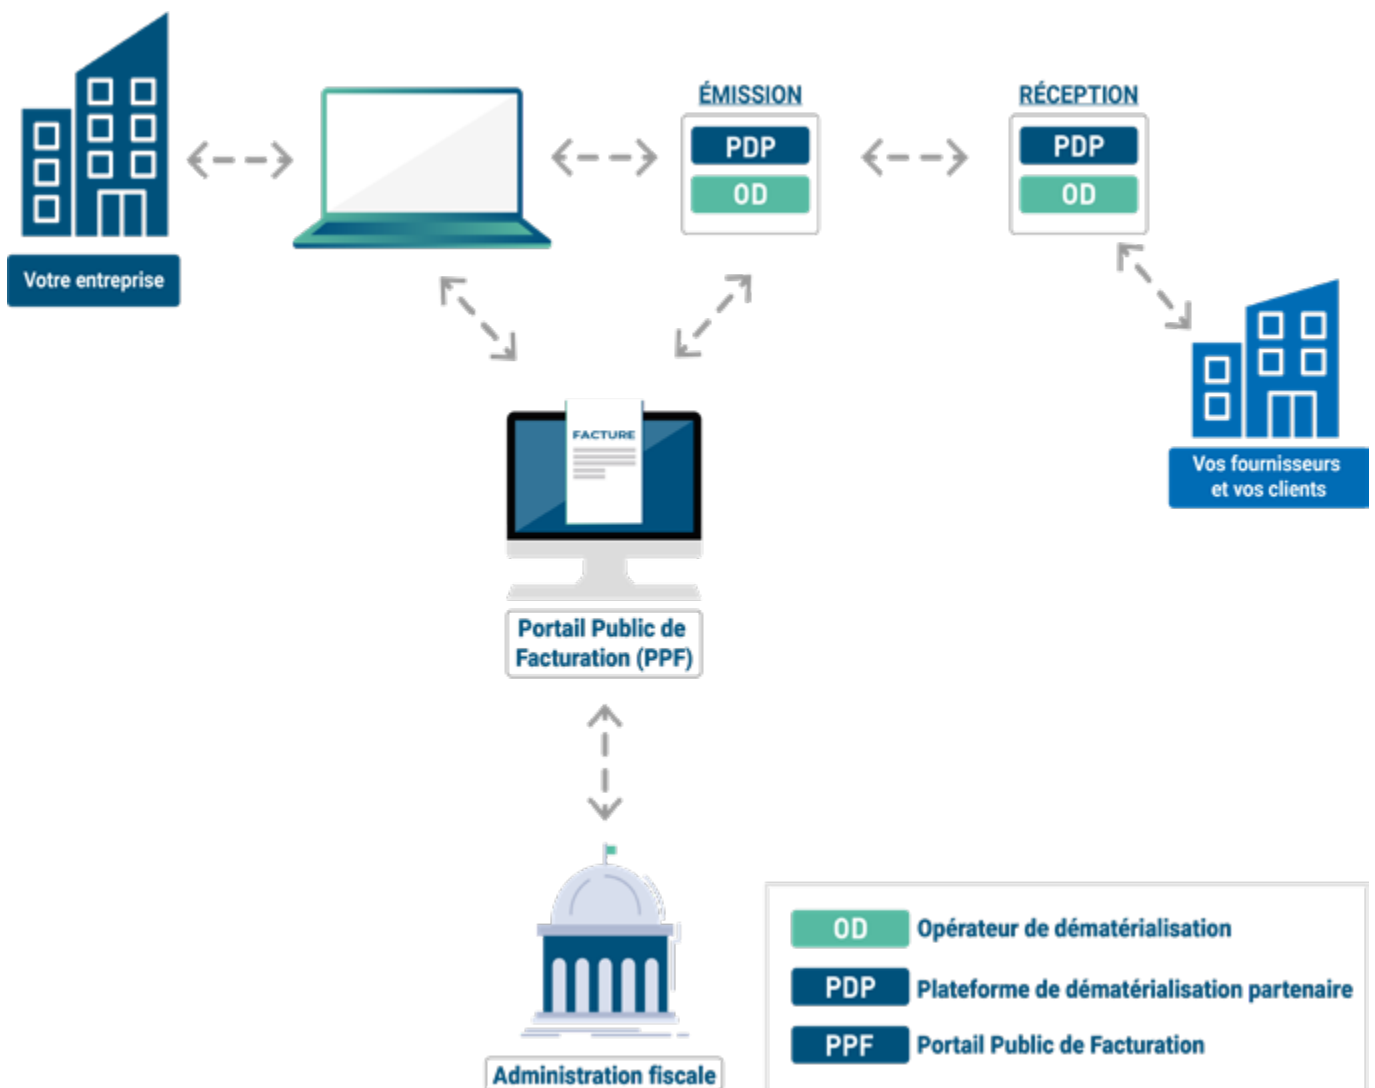 ÉMISSION
RÉCEPTION
PDP
OD
PDP
OD
Votre entreprise
FACTURE
Vos fournisseurs
et vos clients
Portail Public de
Facturation (PPF)
Administration fiscale
OD Opérateur de dématérialisation
PDP Plateforme de dématérialisation partenaire
PPF Portail Public de Facturation